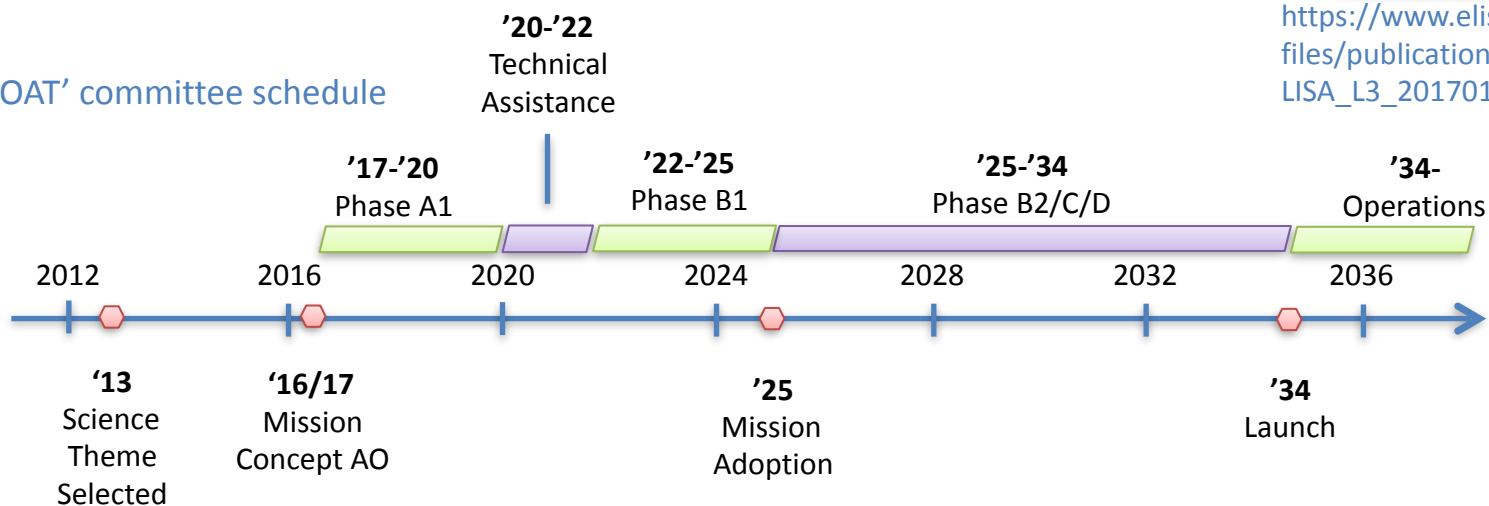 ’20-’22
Technical
Assistance
OAT’ committee schedule
https://www.elis
files/publication
LISA_L3_201701
’17-’20
Phase A1
’22-’25
Phase B1
’25-’34
Phase B2/C/D
’34-
Operations
2012 2016 2020 2024 2028 2032 2036
‘13
Science
Theme
Selected
‘16/17
Mission
Concept AO
’25
Mission
Adoption
’34
Launch